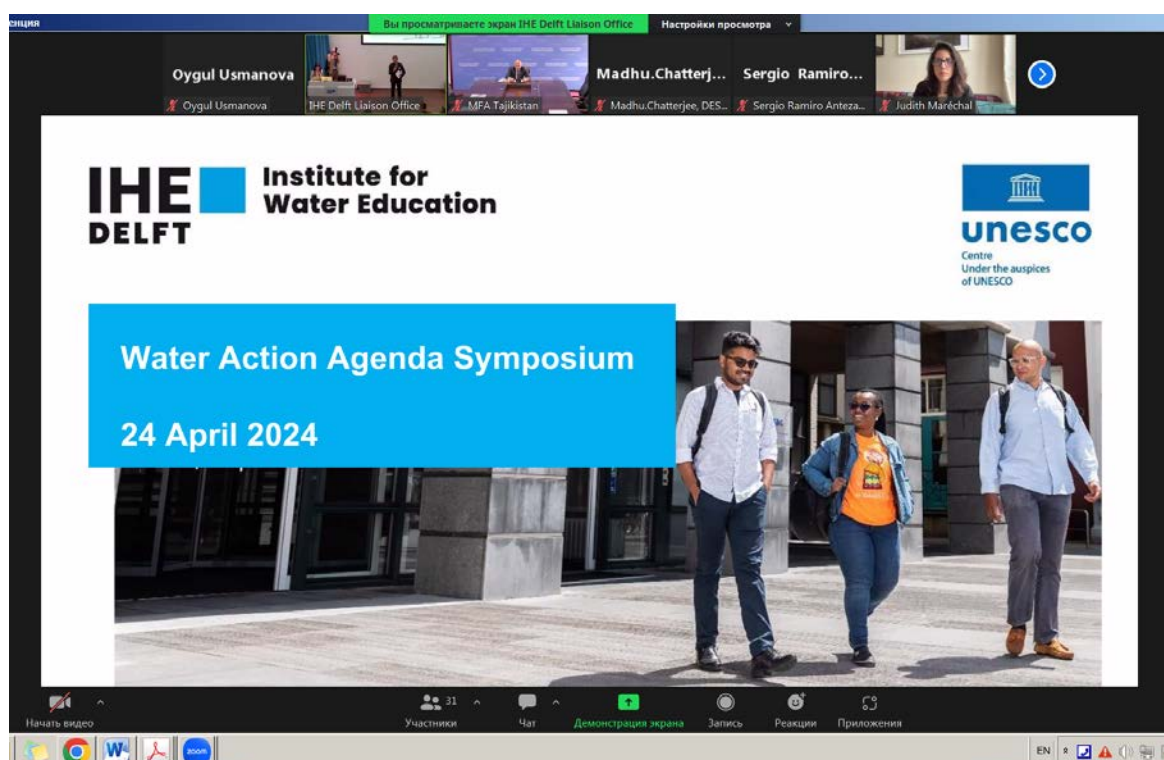 енция
Вы просматриваете экран IHE Delft Liaison Office
Настройки просмотра
Oygul Usmanova
Madhu.Chatterj...
Sergio Ramiro...
Oygul Usmanova
IHE Delft Liaison Office
MFA Tajikistan
Madhu.Chatterjee, DES...
Sergio Ramiro Anteza...
Judith Maréchal
IHE
DELFT
Institute for
Water Education
unesco
Centre
Under the auspices
of UNESCO
Water Action Agenda Symposium
24 April 2024
31
Начать видео
Участники
Чат
Демонстрация экрана
Запись
Реакции
Приложения
W
zoom
EN